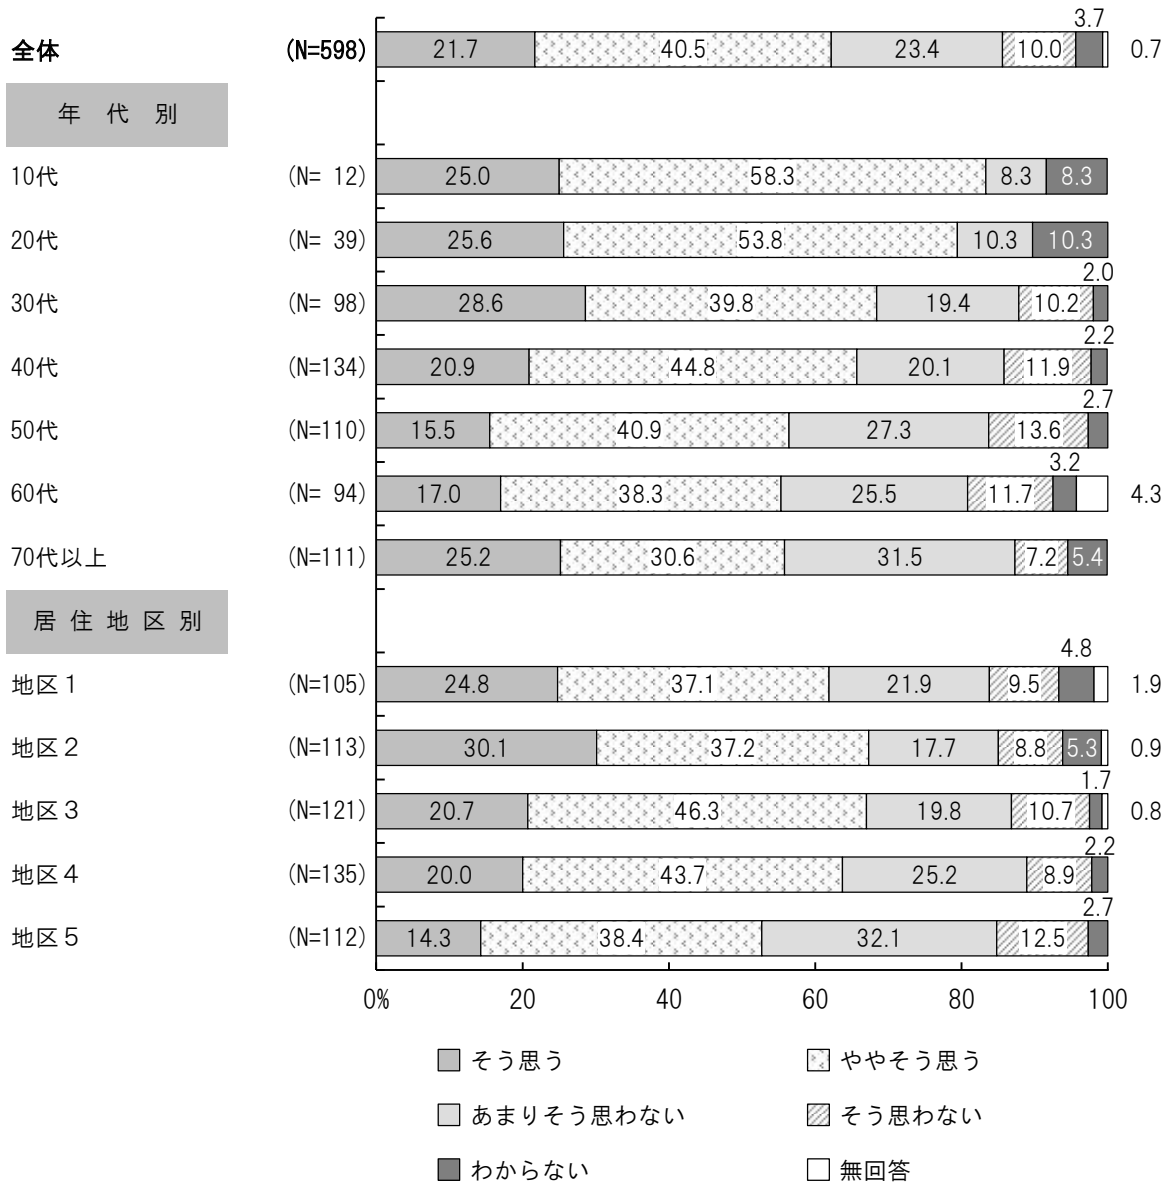 3.7
全体 (N=598) 21.7 40.5 23.4 10.0 0.7
年 代 別
10代 (N= 12) 25.0 58.3 8.3 8.3
20代 (N= 39) 25.6 53.8 10.3 10.3
2.0
30代 (N= 98) 28.6 39.8 19.4 10.2
2.2
40代 (N=134) 20.9 44.8 20.1 11.9
2.7
50代 (N=110) 15.5 40.9 27.3 13.6
3.2
60代 (N= 94) 17.0 38.3 25.5 11.7 4.3
70代以上 (N=111) 25.2 30.6 31.5 7.2 5.4
居 住 地 区 別
4.8
地区１ (N=105) 24.8 37.1 21.9 9.5 1.9
地区２ (N=113) 30.1 37.2 17.7 8.8 5.3 0.9
1.7
地区３ (N=121) 20.7 46.3 19.8 10.7 0.8
2.2
地区４ (N=135) 20.0 43.7 25.2 8.9
2.7
地区５ (N=112) 14.3 38.4 32.1 12.5
0% 20 40 60 80 100
そう思う ややそう思う
あまりそう思わない そう思わない
わからない 無回答